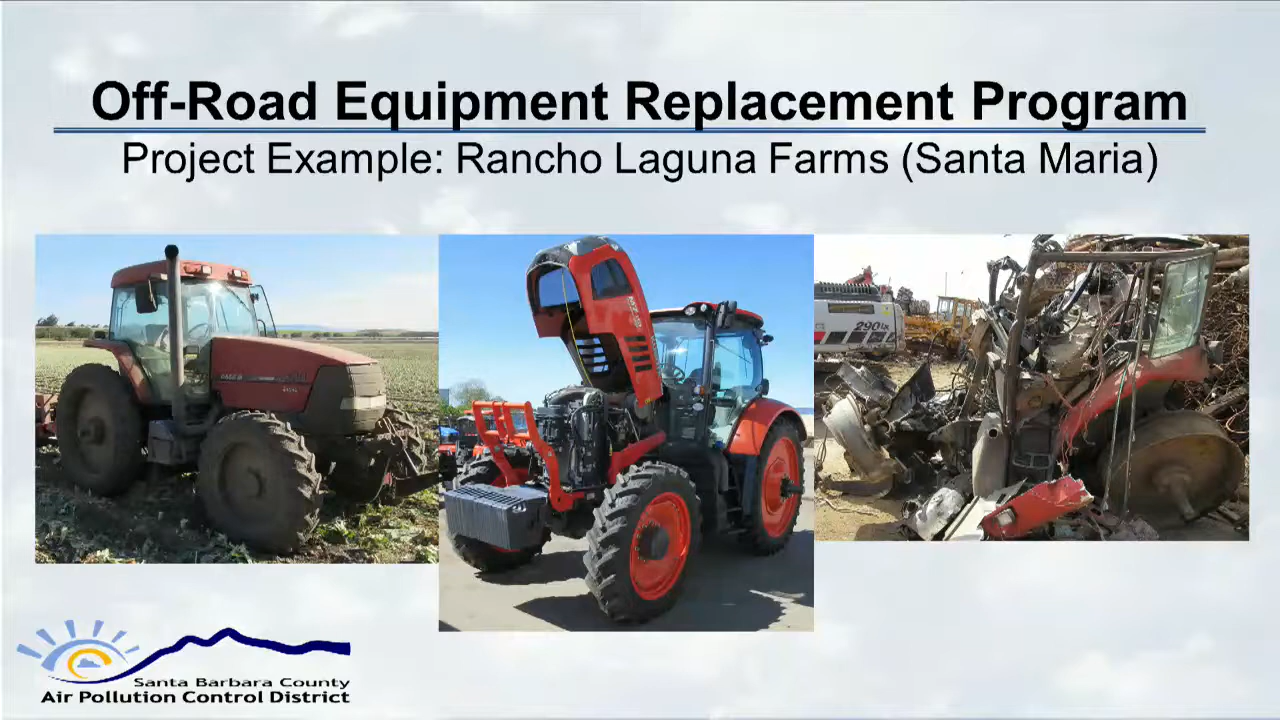 Off-Road Equipment Replacement Program
Project Example: Rancho Laguna Farms (Santa Maria)
290
Santa Barbara County
Air Pollution Control District